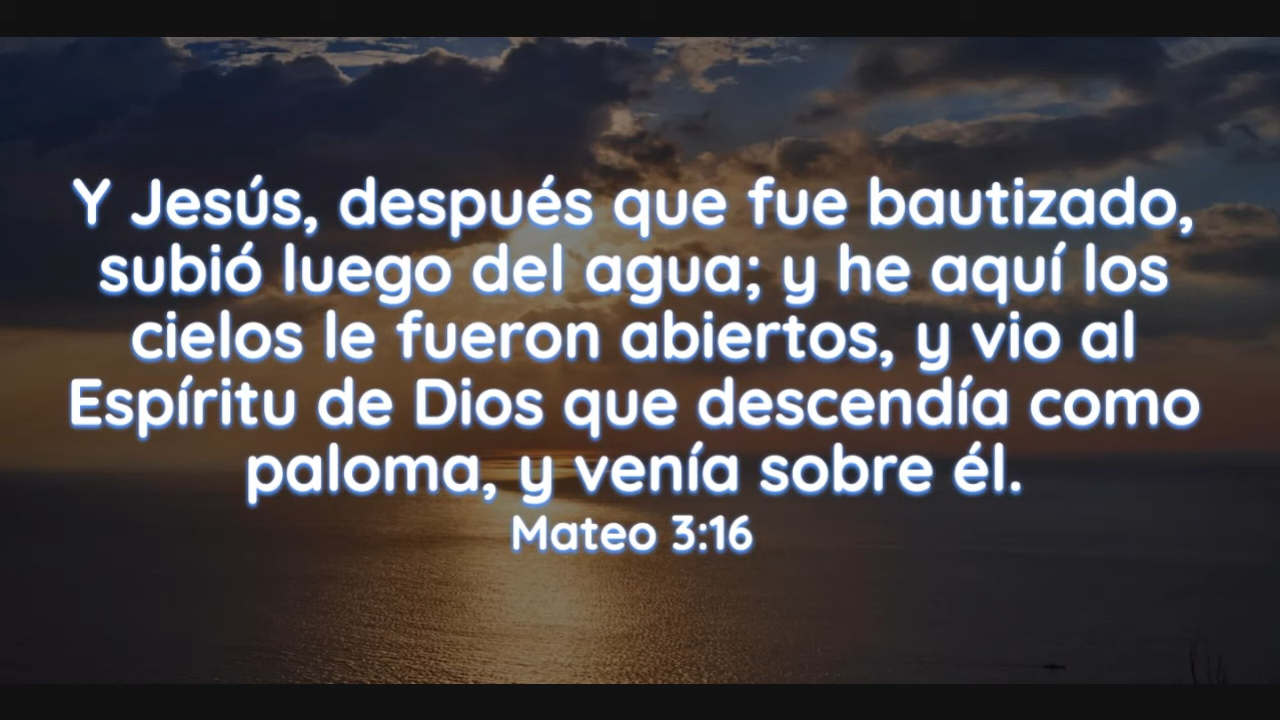 Y Jesús, después que fue bautizado,
subió luego del agua; y he aquí los
cielos le fueron abiertos, y vio al
Espíritu de Dios que descendía como
paloma, y venía sobre él.
Mateo 3:16